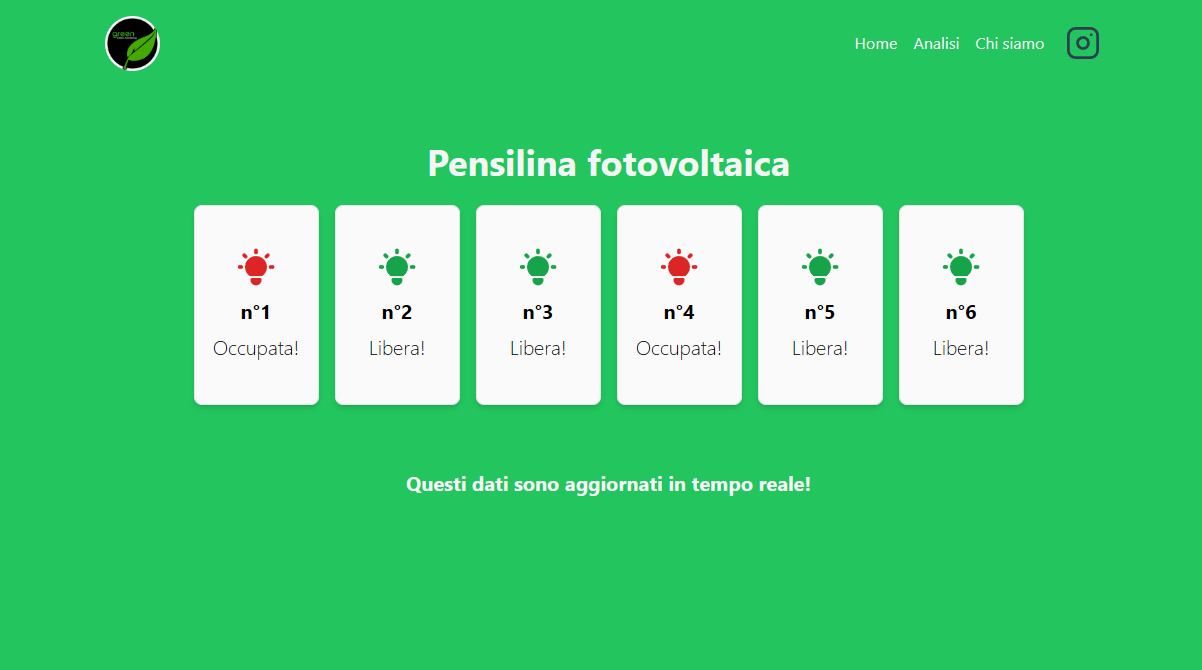 green
Home Analisi Chi siamo
Pensilina fotovoltaica
n°1 n°2 n°3 n°4 n°5 n°6
Occupata! Libera! Libera! Occupata! Libera! Libera!
Questi dati sono aggiornati in tempo reale!